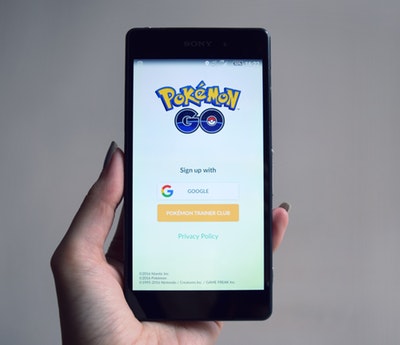 SONY
POKéMON
GO
Sign up with
GOOGLE
POKÉMON TRAINER CLUB
Privacy Policy
©2016 Niantic, Inc.
©2016 Pokémon.
©1995-2016 Nintendo / Creatures Inc. / GAME FREAK inc.